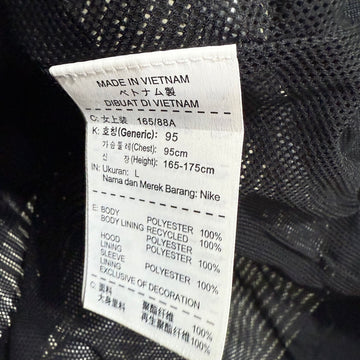 MADE IN VIETNAM
ベトナム製
DIBUAT DI VIETNAM
C: 女上装 165/88A
K: 호칭(Generic): 95
가슴둘레(Chest): 95cm
신 장(Height): 165-175cm
IN: Ukuran: L
Nama dan Merek Barang: Nike
E: BODY POLYESTER 100%
BODY LINING POLYESTER 100%
RECYCLED
HOOD POLYESTER 100%
LINING
SLEEVE POLYESTER 100%
LINING
EXCLUSIVE OF DECORATION
C: 面料 聚酯纤维 100%
大身里料 再生聚酯纤维 100%